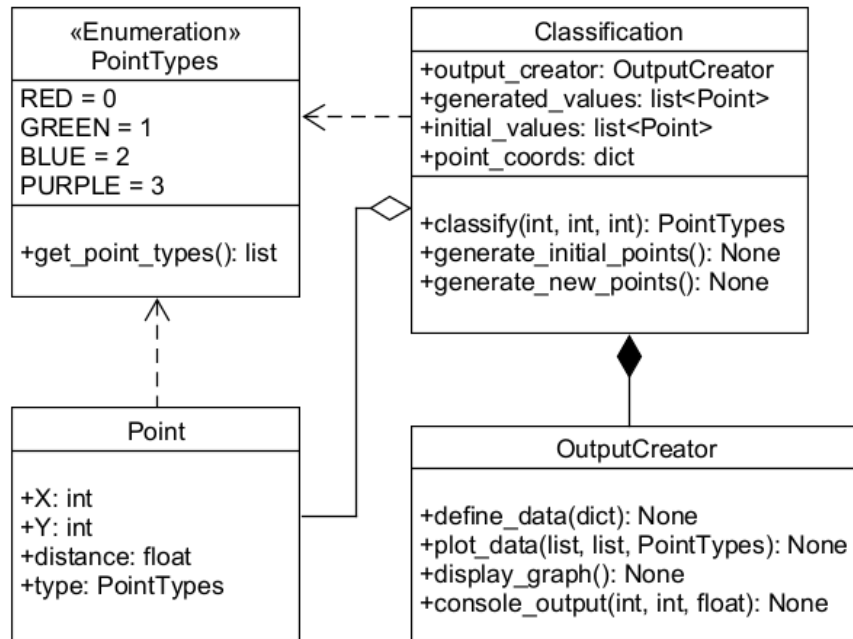 «Enumeration»
PointTypes
RED = 0
GREEN = 1
BLUE = 2
PURPLE = 3
+get_point_types(): list
Classification
+output_creator: OutputCreator
+generated_values: list<Point>
+initial_values: list<Point>
+point_coords: dict
+classify(int, int, int): PointTypes
+generate_initial_points(): None
+generate_new_points(): None
Point
+X: int
+Y: int
+distance: float
+type: PointTypes
OutputCreator
+define_data(dict): None
+plot_data(list, list, PointTypes): None
+display_graph(): None
+console_output(int, int, float): None